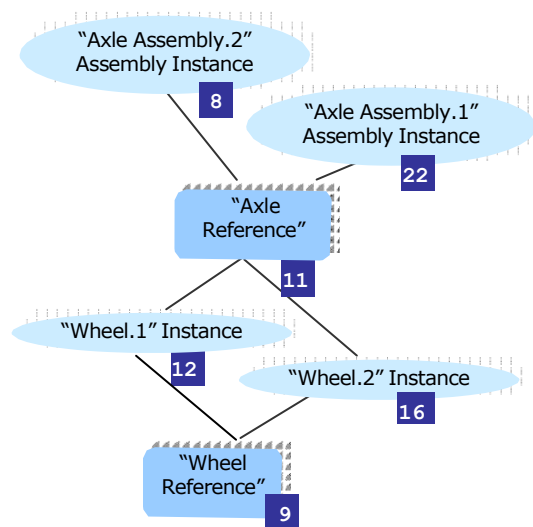 “Axle Assembly.2”
Assembly Instance
8
“Axle Assembly.1”
Assembly Instance
22
“Axle
Reference”
11
“Wheel.1” Instance
12
“Wheel.2” Instance
16
“Wheel
Reference”
9